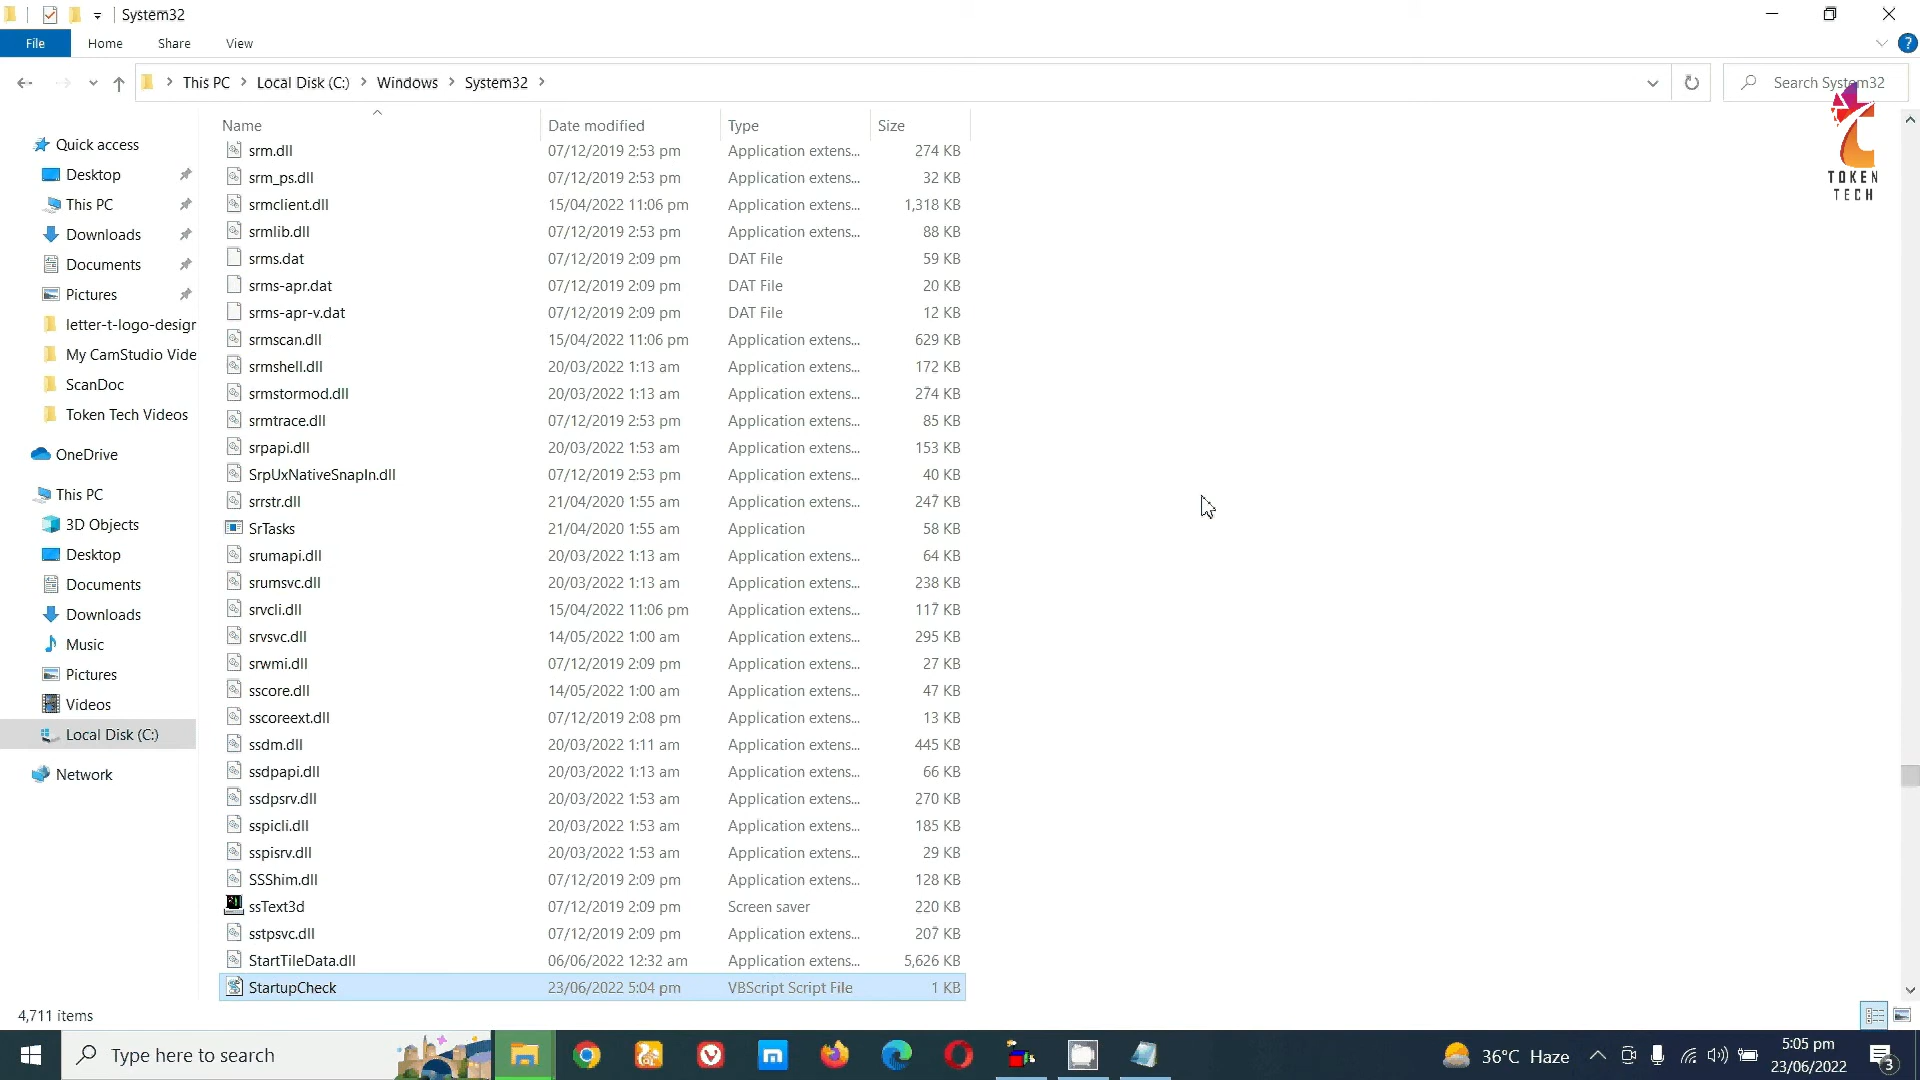 System32
File Home Share View
This PC Local Disk (C:) Windows System32
Search System32
TOKEN
TECH
Name Date modified Type Size
Quick access
Desktop
This PC
Downloads
Documents
Pictures
letter-t-logo-design
My CamStudio Vide
ScanDoc
Token Tech Videos
OneDrive
This PC
3D Objects
Desktop
Documents
Downloads
Music
Pictures
Videos
Local Disk (C:)
Network
srm.dll 07/12/2019 2:53 pm Application extens... 274 KB
srm_ps.dll 07/12/2019 2:53 pm Application extens... 32 KB
srmclient.dll 15/04/2022 11:06 pm Application extens... 1,318 KB
srmlib.dll 07/12/2019 2:53 pm Application extens... 88 KB
srms.dat 07/12/2019 2:09 pm DAT File 59 KB
srms-apr.dat 07/12/2019 2:09 pm DAT File 20 KB
srms-apr-v.dat 07/12/2019 2:09 pm DAT File 12 KB
srmscan.dll 15/04/2022 11:06 pm Application extens... 629 KB
srmshell.dll 20/03/2022 1:13 am Application extens... 172 KB
srmstormod.dll 20/03/2022 1:13 am Application extens... 274 KB
srmtrace.dll 07/12/2019 2:53 pm Application extens... 85 KB
srpapi.dll 20/03/2022 1:53 am Application extens... 153 KB
SrpUxNativeSnapIn.dll 07/12/2019 2:53 pm Application extens... 40 KB
srrstr.dll 21/04/2020 1:55 am Application extens... 247 KB
SrTasks 21/04/2020 1:55 am Application 58 KB
srumapi.dll 20/03/2022 1:13 am Application extens... 64 KB
srumsvc.dll 20/03/2022 1:13 am Application extens... 238 KB
srvcli.dll 15/04/2022 11:06 pm Application extens... 117 KB
srvsvc.dll 14/05/2022 1:00 am Application extens... 295 KB
srwmi.dll 07/12/2019 2:09 pm Application extens... 27 KB
sscore.dll 14/05/2022 1:00 am Application extens... 47 KB
sscoreext.dll 07/12/2019 2:08 pm Application extens... 13 KB
ssdm.dll 20/03/2022 1:11 am Application extens... 445 KB
ssdpapi.dll 20/03/2022 1:13 am Application extens... 66 KB
ssdpsrv.dll 20/03/2022 1:53 am Application extens... 270 KB
sspicli.dll 20/03/2022 1:53 am Application extens... 185 KB
sspisrv.dll 20/03/2022 1:53 am Application extens... 29 KB
SSShim.dll 07/12/2019 2:09 pm Application extens... 128 KB
ssText3d 07/12/2019 2:09 pm Screen saver 220 KB
sstpsvc.dll 07/12/2019 2:09 pm Application extens... 207 KB
StartTileData.dll 06/06/2022 12:32 am Application extens... 5,626 KB
StartupCheck 23/06/2022 5:04 pm VBScript Script File 1 KB
4,711 items
Type here to search
36°C Haze
5:05 pm
23/06/2022
3